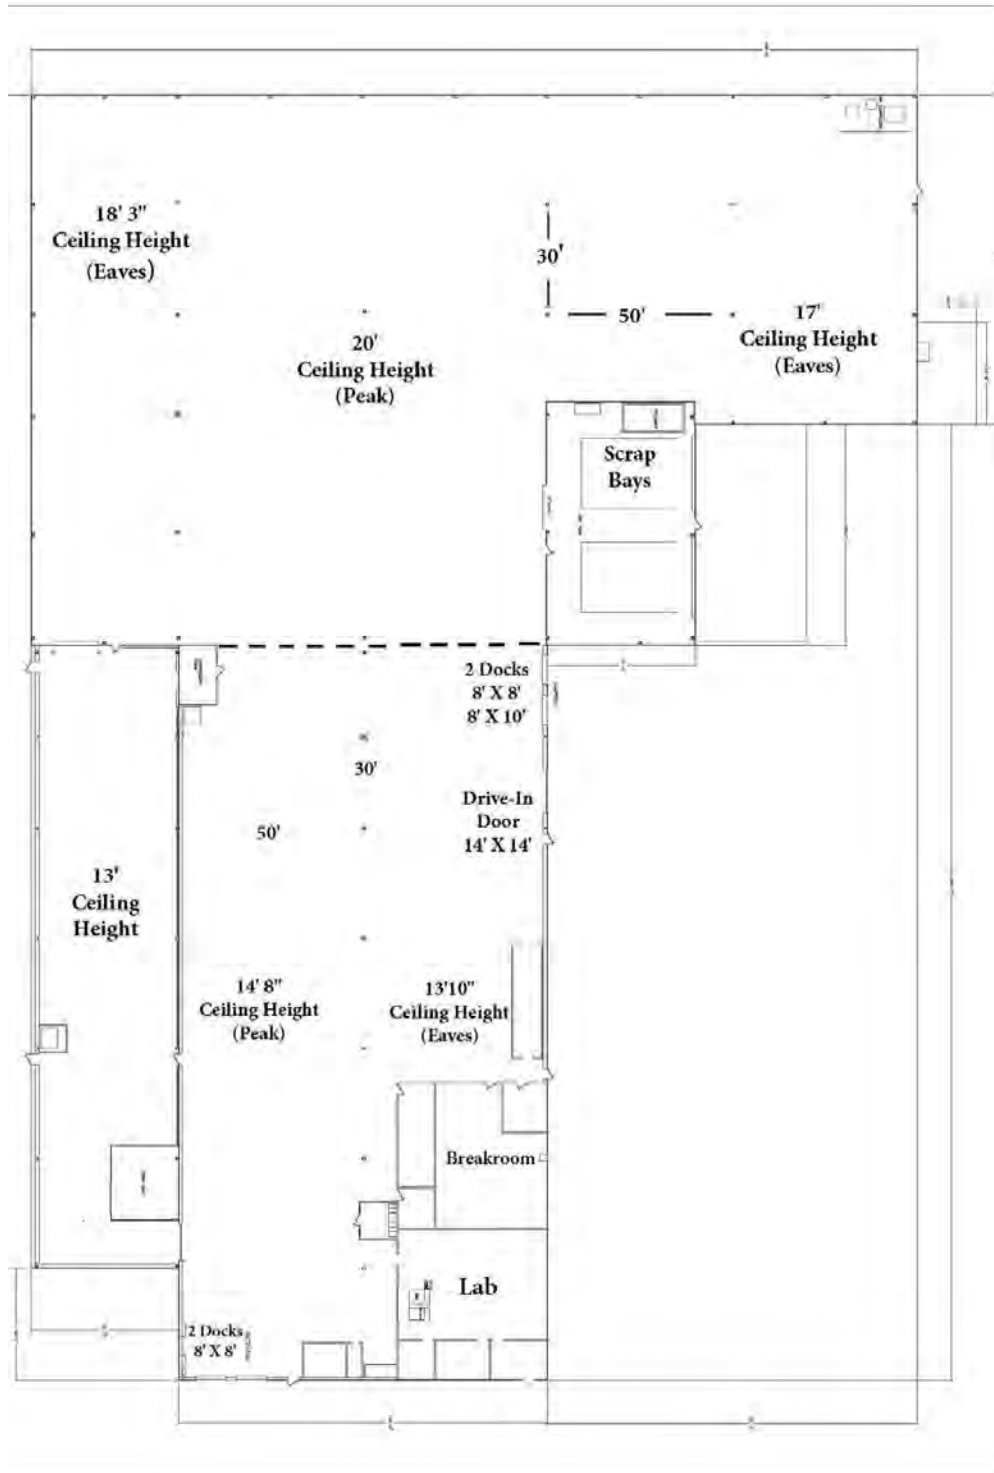 18' 3"
Ceiling Height
(Eaves)
30'
50'
17'
Ceiling Height
(Eaves)
20'
Ceiling Height
(Peak)
Scrap
Bays
2 Docks
8' X 8'
8' X 10'
30'
50'
Drive-In
Door
14' X 14'
13'
Ceiling
Height
14' 8"
Ceiling Height
(Peak)
13'10"
Ceiling Height
(Eaves)
Breakroom
Lab
2 Docks
8' X 8'